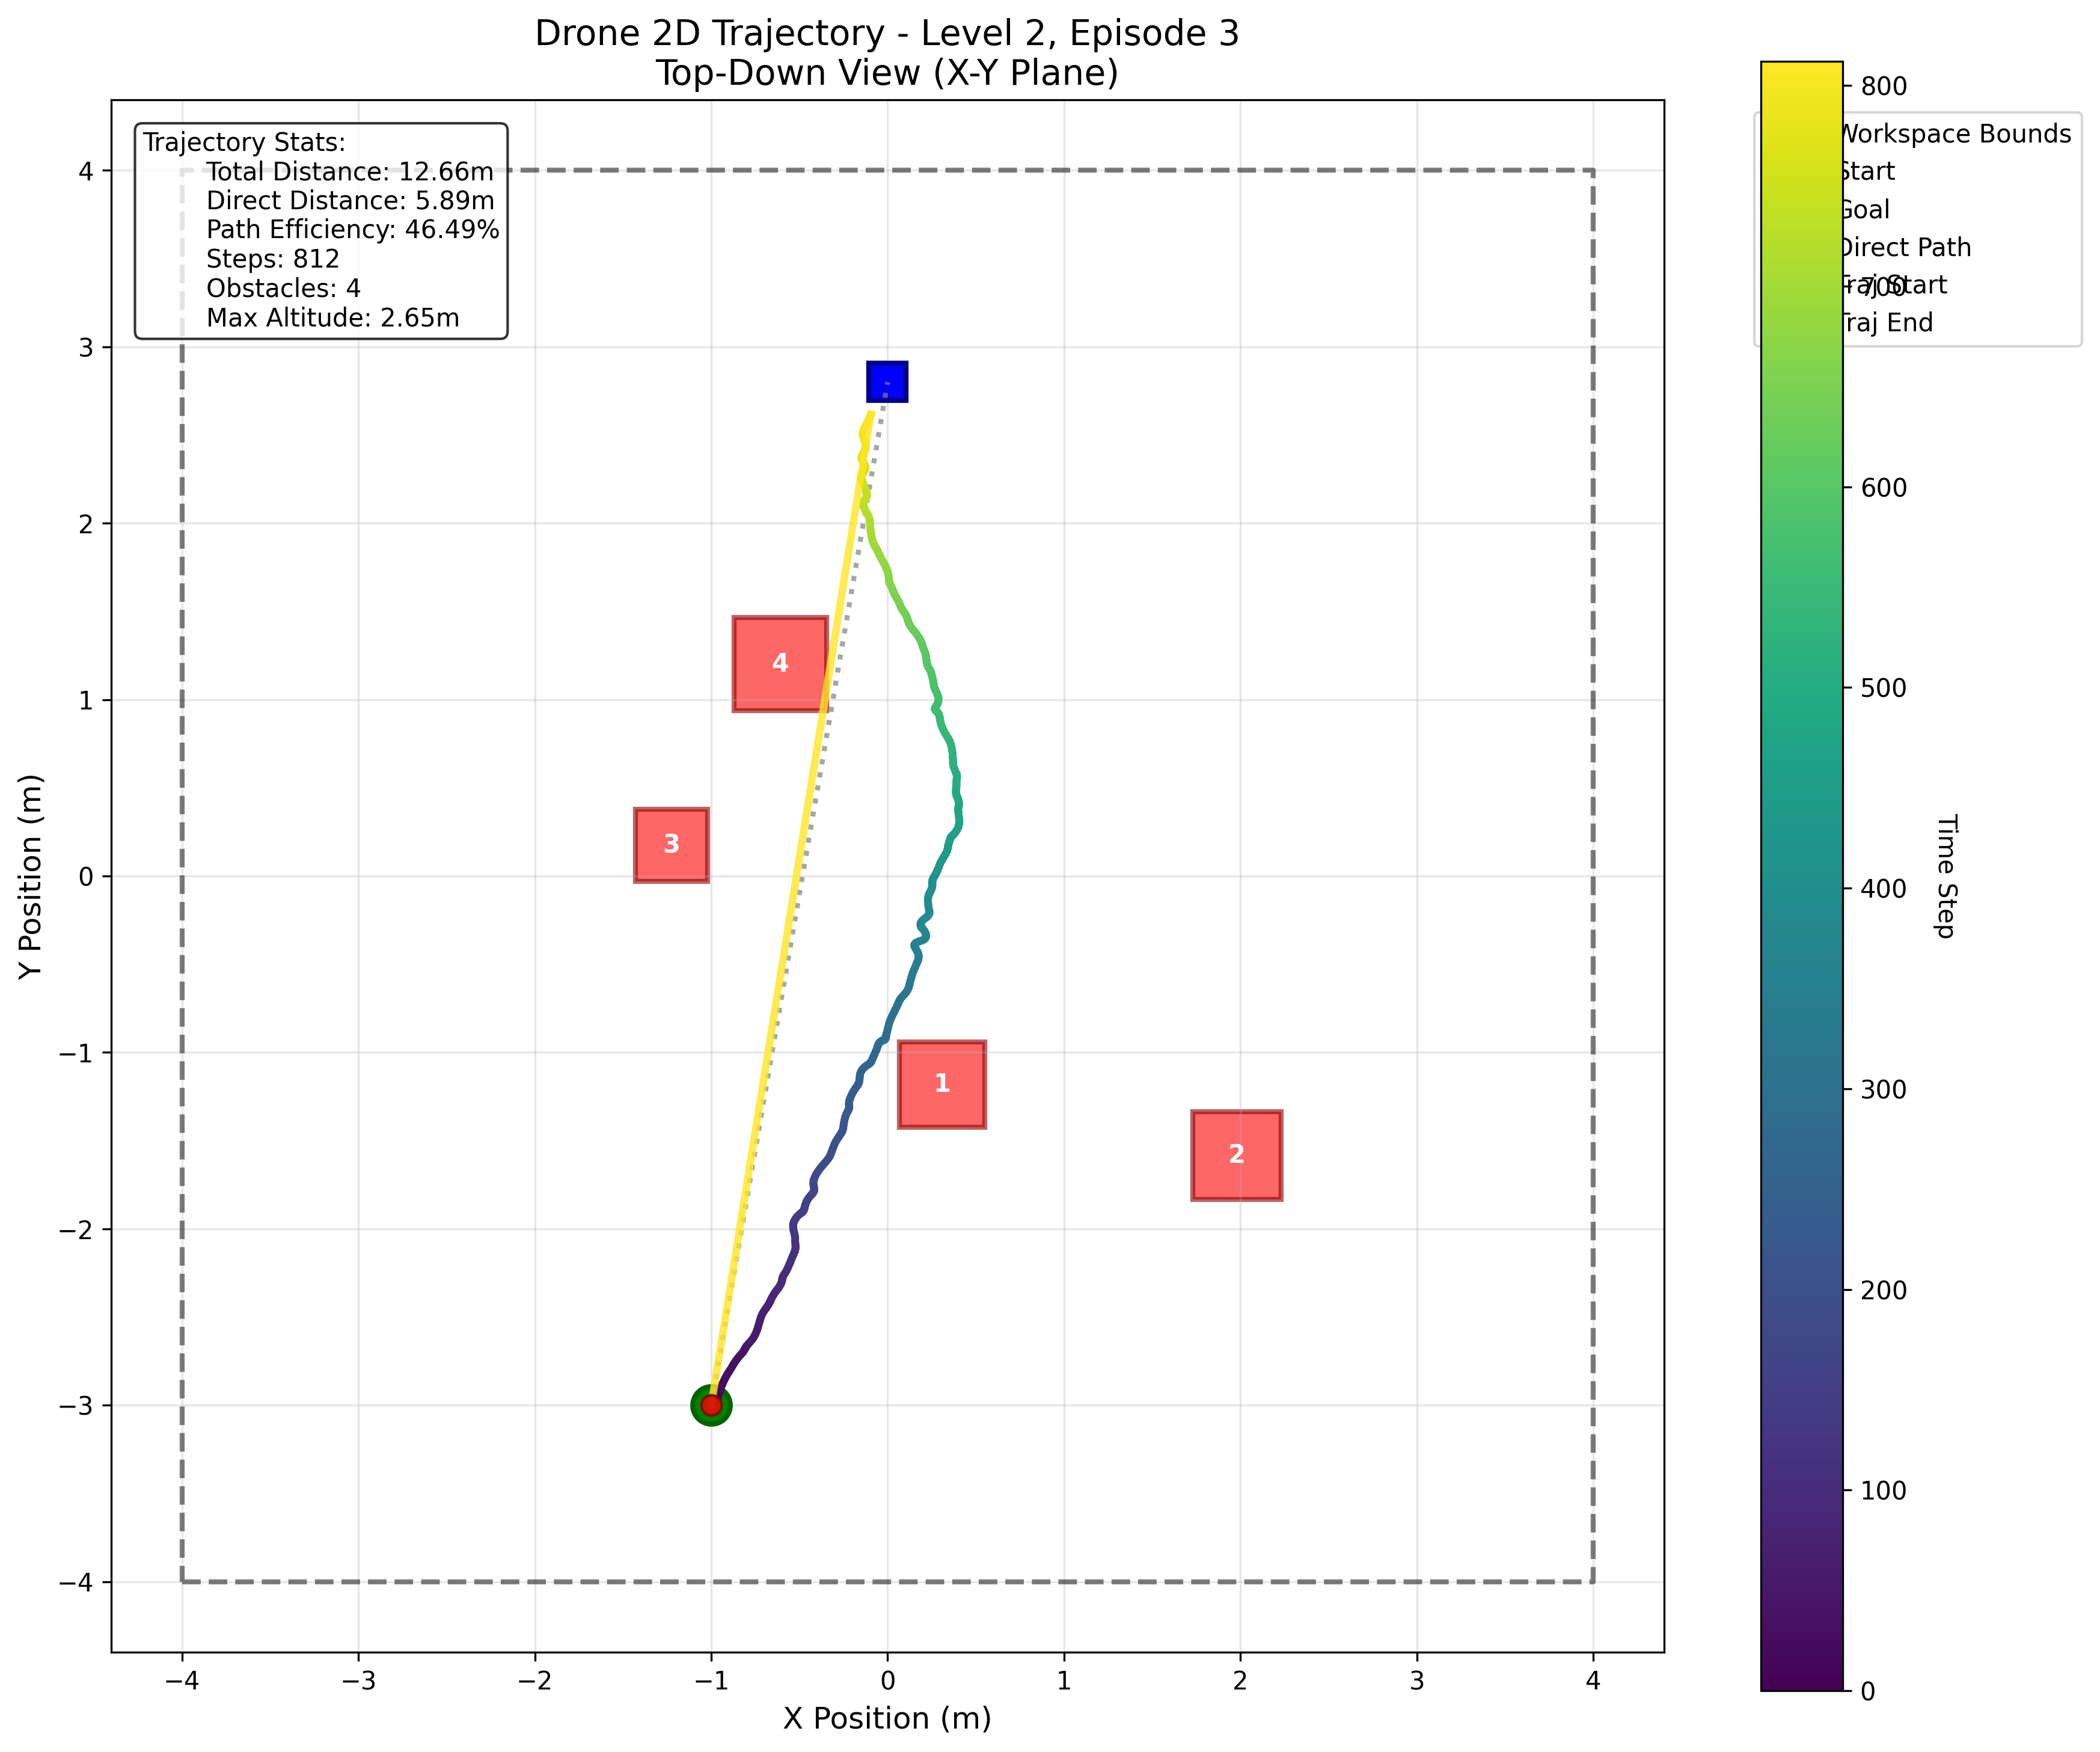 Drone 2D Trajectory - Level 2, Episode 3
Top-Down View (X-Y Plane)
Trajectory Stats:
Total Distance: 12.66m
Direct Distance: 5.89m
Path Efficiency: 46.49%
Steps: 812
Obstacles: 4
Max Altitude: 2.65m
4
3
2
1
0
−1
−2
−3
−4
Y Position (m)
4
3
1
2
−4
−3
−2
−1
0
1
2
3
4
X Position (m)
Workspace Bounds
Start
Goal
Direct Path
Traj Start
Traj End
800
700
600
500
400
300
200
100
0
Time Step